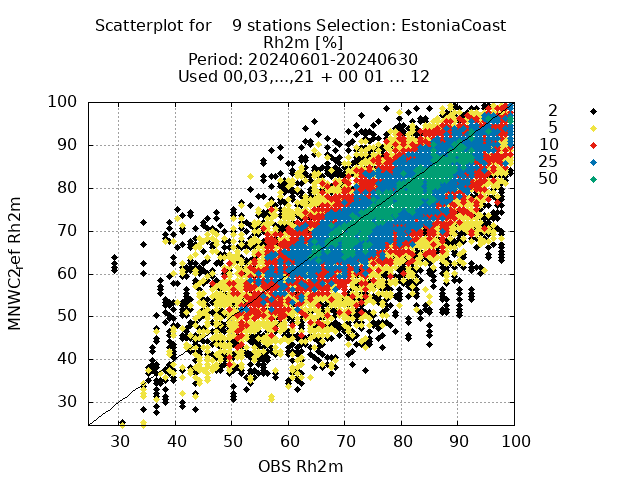 Scatterplot for 9 stations Selection: EstoniaCoast
Rh2m [%]
Period: 20240601-20240630
Used 00,03,...,21 + 00 01 ... 12
100
90
80
70
60
50
40
30
30 40 50 60 70 80 90 100
OBS Rh2m
2
5
10
25
50